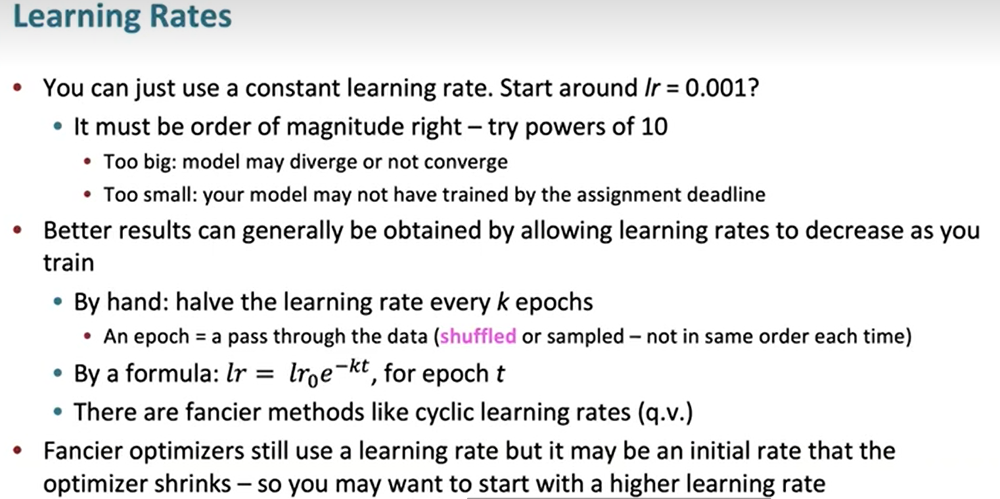 Learning Rates
• You can just use a constant learning rate. Start around lr = 0.001?
• It must be order of magnitude right – try powers of 10
• Too big: model may diverge or not converge
• Too small: your model may not have trained by the assignment deadline
• Better results can generally be obtained by allowing learning rates to decrease as you
train
• By hand: halve the learning rate every k epochs
• An epoch = a pass through the data (shuffled or sampled – not in same order each time)
• By a formula: lr = lr₀e^{-kt}, for epoch t
• There are fancier methods like cyclic learning rates (q.v.)
• Fancier optimizers still use a learning rate but it may be an initial rate that the
optimizer shrinks – so you may want to start with a higher learning rate